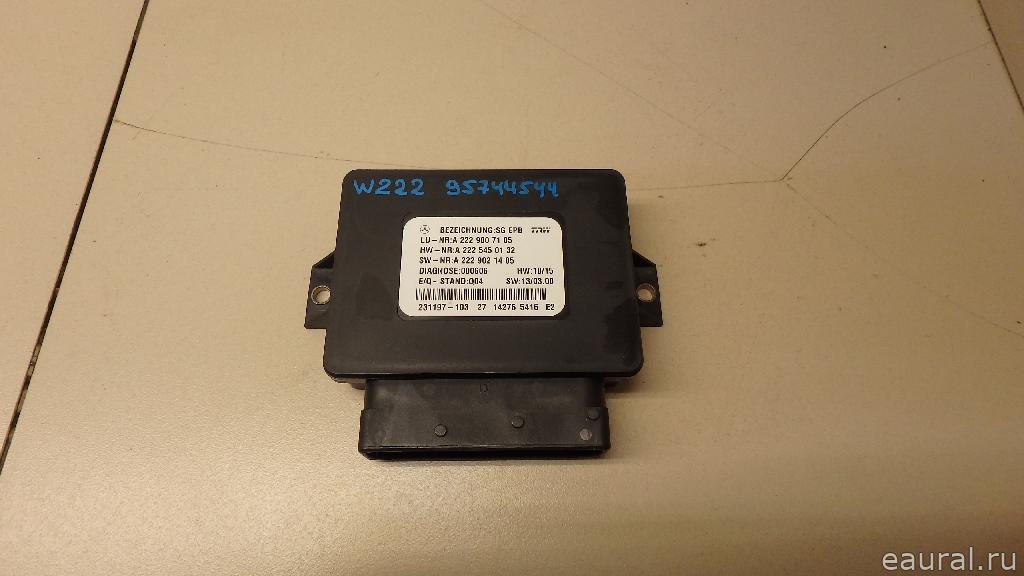 W222 95744544
BEZEICHNUNG:SG EPB
LU-NR:A 222 900 71 05
HW-NR:A 222 545 01 32
SW-NR:A 222 902 14 05
DIAGNOSE:000606 HW:10/15
E/Q-STAND:004 SW:13/03.00
231197-103 27 14276 5416 E2
eaural.ru